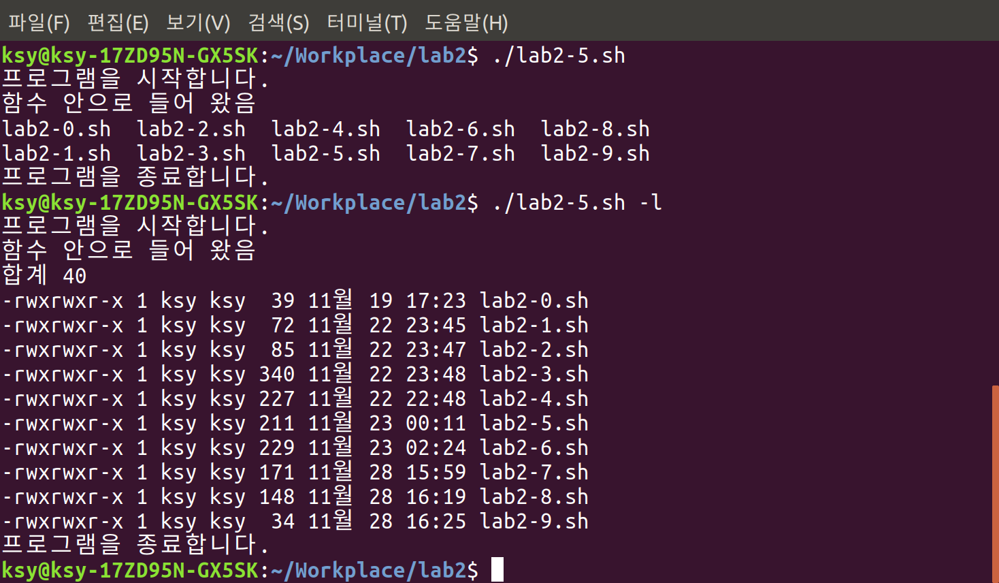 파일(F) 편집(E) 보기(V) 검색(S) 터미널(T) 도움말(H)
ksy@ksy-17ZD95N-GX5SK:~/Workplace/lab2$ ./lab2-5.sh
프로그램을 시작합니다.
함수 안으로 들어 왔음
lab2-0.sh  lab2-2.sh  lab2-4.sh  lab2-6.sh  lab2-8.sh
lab2-1.sh  lab2-3.sh  lab2-5.sh  lab2-7.sh  lab2-9.sh
프로그램을 종료합니다.
ksy@ksy-17ZD95N-GX5SK:~/Workplace/lab2$ ./lab2-5.sh -l
프로그램을 시작합니다.
함수 안으로 들어 왔음
합계 40
-rwxrwxr-x 1 ksy ksy  39 11월 19 17:23 lab2-0.sh
-rwxrwxr-x 1 ksy ksy  72 11월 22 23:45 lab2-1.sh
-rwxrwxr-x 1 ksy ksy  85 11월 22 23:47 lab2-2.sh
-rwxrwxr-x 1 ksy ksy 340 11월 22 23:48 lab2-3.sh
-rwxrwxr-x 1 ksy ksy 227 11월 22 22:48 lab2-4.sh
-rwxrwxr-x 1 ksy ksy 211 11월 23 00:11 lab2-5.sh
-rwxrwxr-x 1 ksy ksy 229 11월 23 02:24 lab2-6.sh
-rwxrwxr-x 1 ksy ksy 171 11월 28 15:59 lab2-7.sh
-rwxrwxr-x 1 ksy ksy 148 11월 28 16:19 lab2-8.sh
-rwxrwxr-x 1 ksy ksy  34 11월 28 16:25 lab2-9.sh
프로그램을 종료합니다.
ksy@ksy-17ZD95N-GX5SK:~/Workplace/lab2$